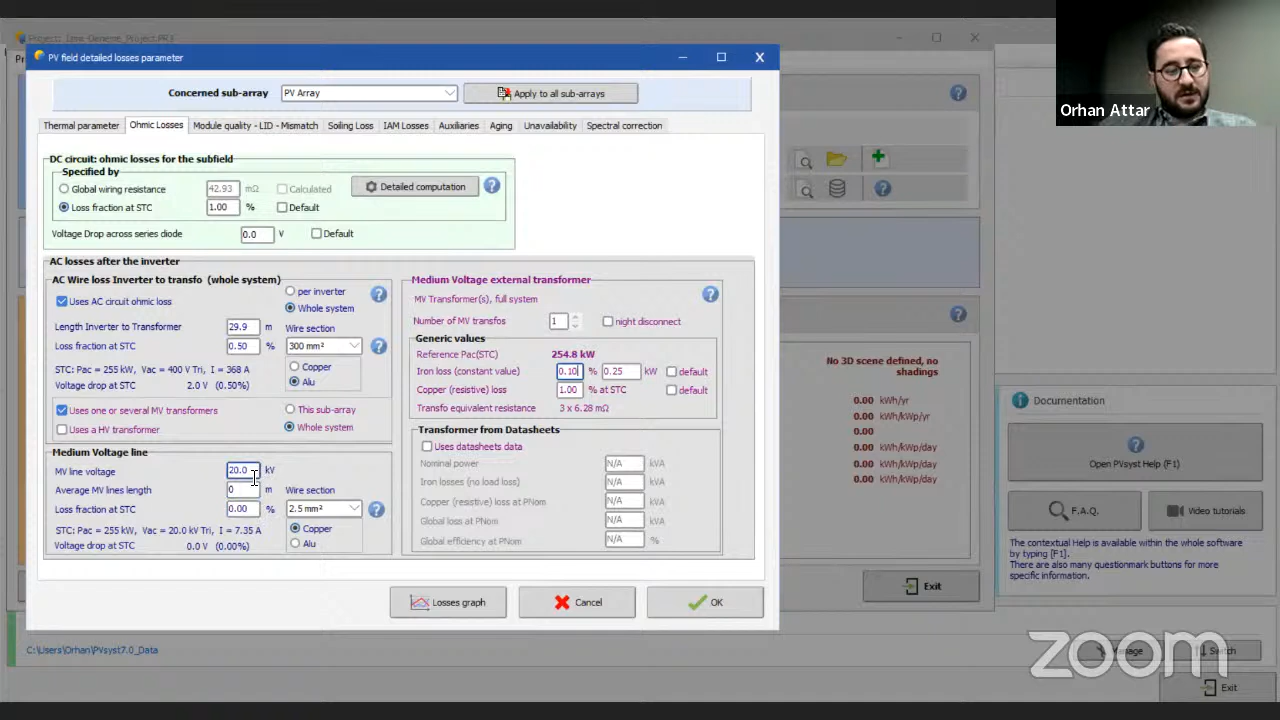 Project: Izmir-Deneme_Project.PRJ
PV field detailed losses parameter
Orhan Attar
Concerned sub-array PV Array Apply to all sub-arrays
Thermal parameter Ohmic Losses Module quality - LID - Mismatch Soiling Loss IAM Losses Auxiliaries Aging Unavailability Spectral correction
DC circuit: ohmic losses for the subfield
Specified by
Global wiring resistance 42.93 mΩ Calculated Detailed computation
Loss fraction at STC 1.00 % Default
Voltage Drop across series diode 0.0 V Default
AC losses after the inverter
AC Wire loss Inverter to transfo (whole system)
Uses AC circuit ohmic loss
per inverter
Whole system
Length Inverter to Transformer 29.9 m Wire section
Loss fraction at STC 0.50 % 300 mm²
STC: Pac = 255 kW, Vac = 400 V Tri, I = 368 A
Voltage drop at STC 2.0 V (0.50%)
Copper
Alu
Uses one or several MV transformers
Uses a HV transformer
This sub-array
Whole system
Medium Voltage line
MV line voltage 20.0 kV
Average MV lines length 0 m Wire section
Loss fraction at STC 0.00 % 2.5 mm²
STC: Pac = 255 kW, Vac = 20.0 kV Tri, I = 7.35 A
Voltage drop at STC 0.0 V (0.00%)
Copper
Alu
Medium Voltage external transformer
MV Transformer(s), full system
Number of MV transfos 1 night disconnect
Generic values
Reference Pac(STC) 254.8 kW
Iron loss (constant value) 0.10 % 0.25 kW default
Copper (resistive) loss 1.00 % at STC default
Transfo equivalent resistance 3 x 6.28 mΩ
Transformer from Datasheets
Uses datasheets data
Nominal power N/A kVA
Iron losses (no load loss) N/A kVA
Copper (resistive) loss at PNom N/A kVA
Global loss at PNom N/A kVA
Global efficiency at PNom N/A %
Losses graph Cancel OK
No 3D scene defined, no
shadings
0.00 kWh/yr
0.00 kWh/kWp/yr
0.00
0.00 kWh/kWp/day
0.00 kWh/kWp/day
0.00 kWh/kWp/day
Exit
Documentation
Open PVsyst Help (F1)
F.A.Q. Video tutorials
The contextual Help is available within the whole software
by typing [F1].
There are also many questionmark buttons for more
specific information.
C:\Users\Orhan\PVsyst7.0_Data
Manage Switch
Exit
zoom